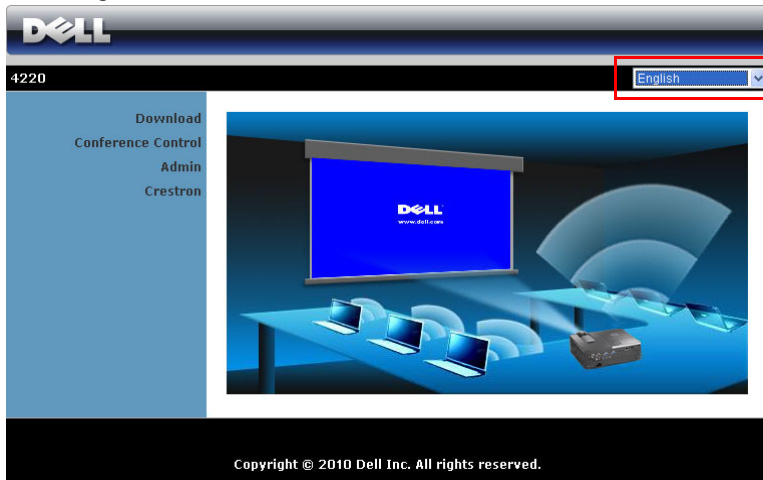 DELL
4220
English
Download
Conference Control
Admin
Crestron
DELL
www.dell.com
Copyright © 2010 Dell Inc. All rights reserved.